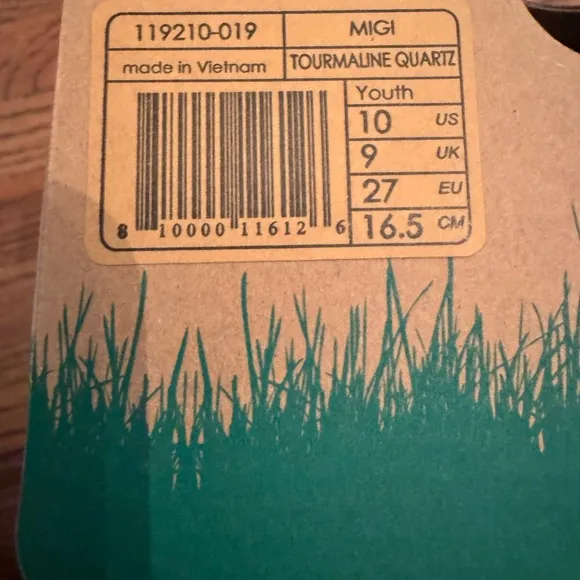 119210-019 MIGI
made in Vietnam TOURMALINE QUARTZ
Youth
10 US
9 UK
27 EU
16.5 CM
8 10000 11612 6